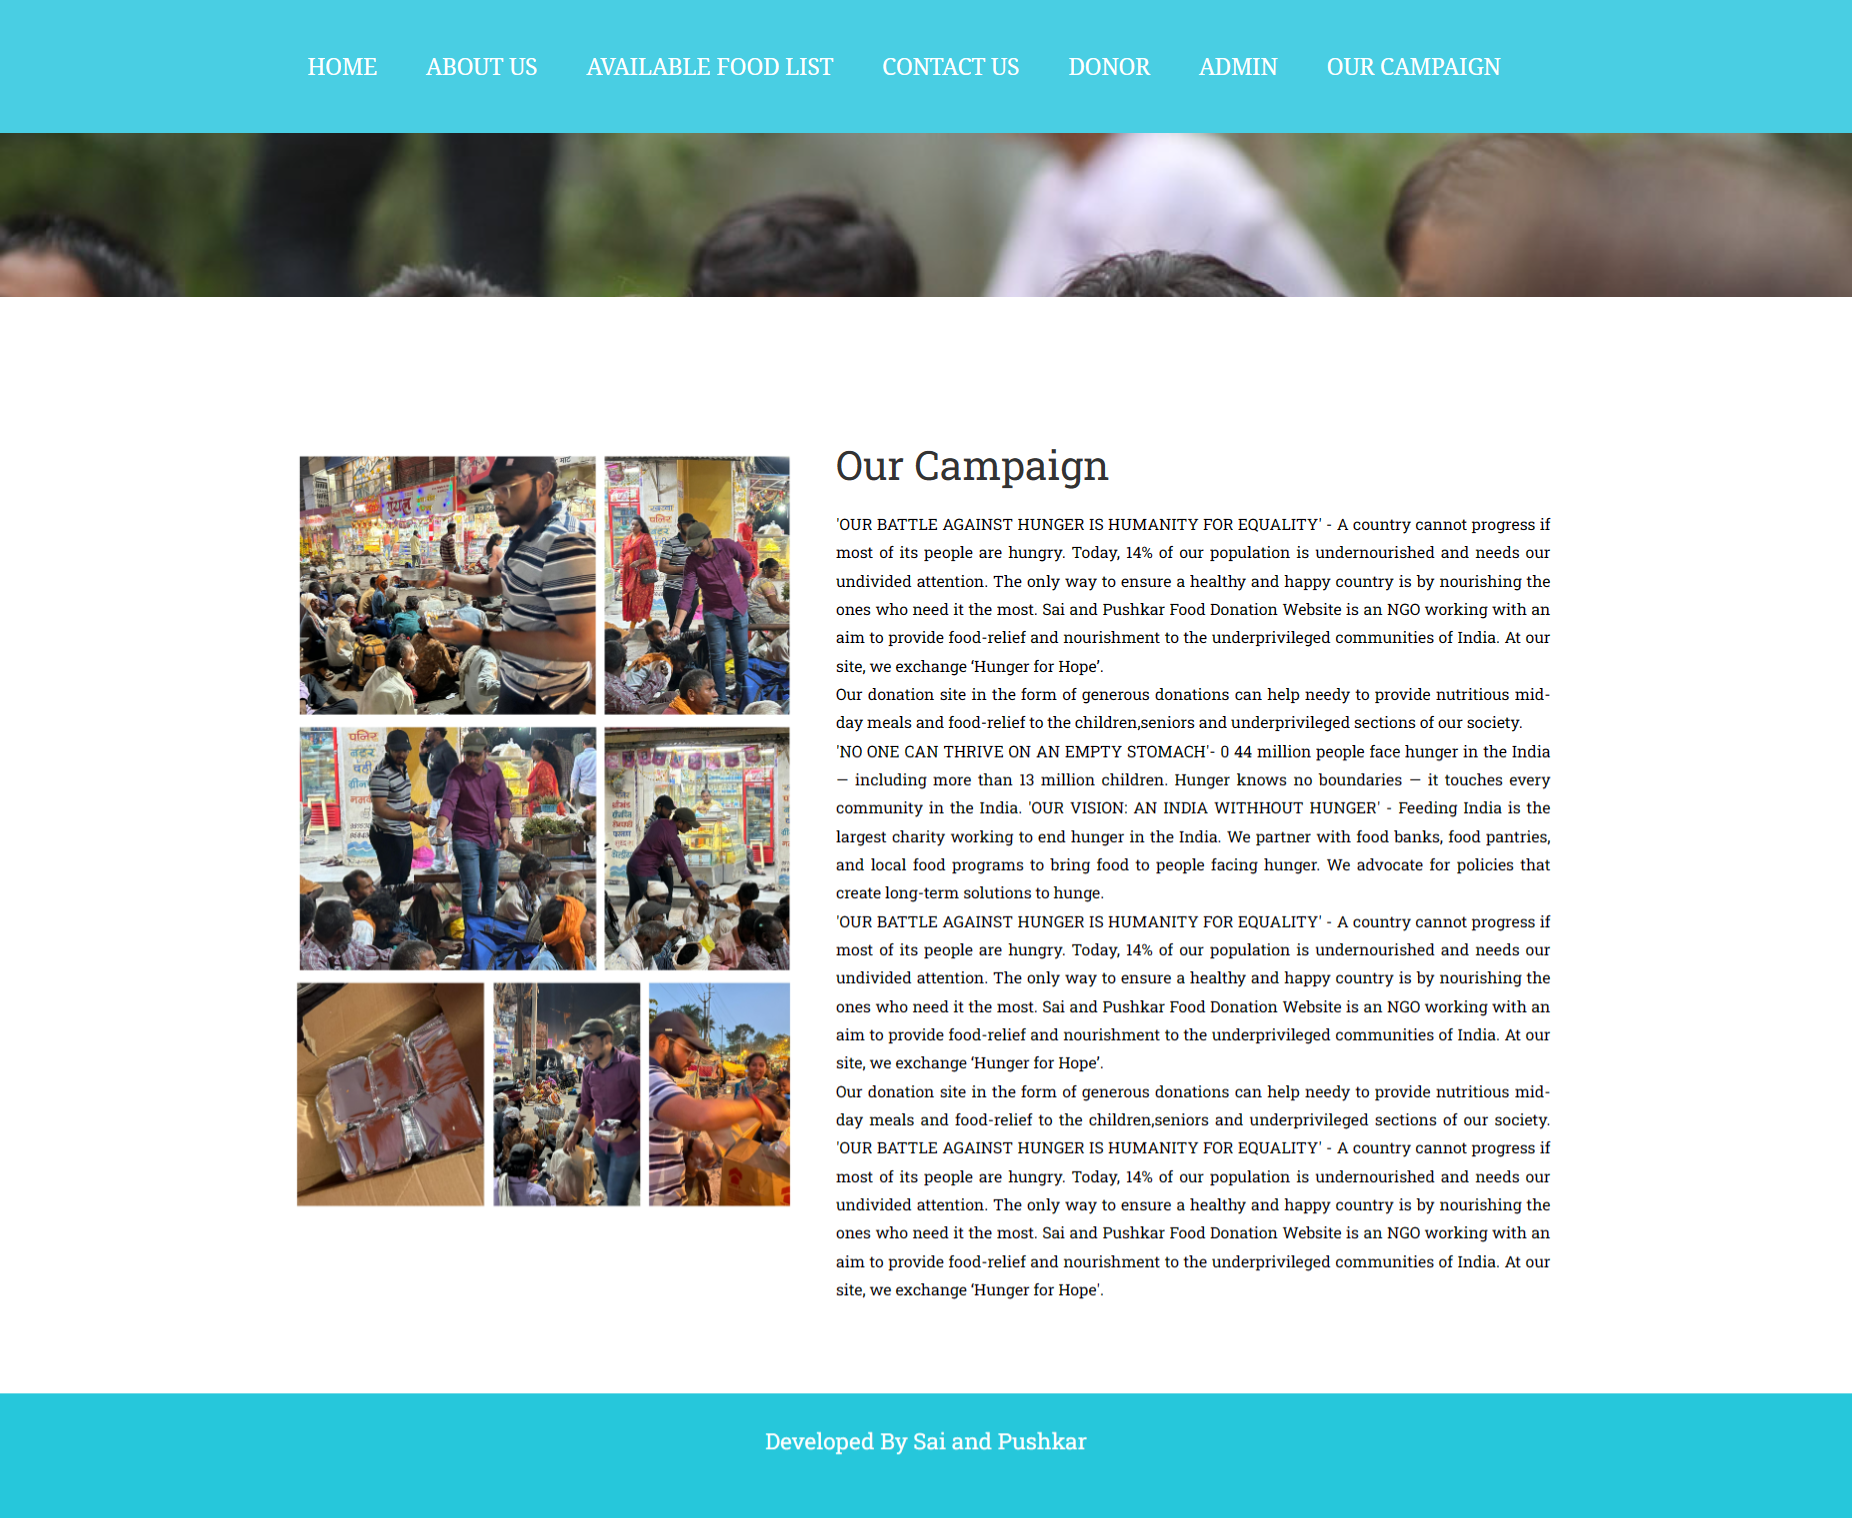 HOME ABOUT US AVAILABLE FOOD LIST CONTACT US DONOR ADMIN OUR CAMPAIGN
Our Campaign
'OUR BATTLE AGAINST HUNGER IS HUMANITY FOR EQUALITY' - A country cannot progress if
most of its people are hungry. Today, 14% of our population is undernourished and needs our
undivided attention. The only way to ensure a healthy and happy country is by nourishing the
ones who need it the most. Sai and Pushkar Food Donation Website is an NGO working with an
aim to provide food-relief and nourishment to the underprivileged communities of India. At our
site, we exchange ‘Hunger for Hope’.
Our donation site in the form of generous donations can help needy to provide nutritious mid-
day meals and food-relief to the children,seniors and underprivileged sections of our society.
'NO ONE CAN THRIVE ON AN EMPTY STOMACH'- 0 44 million people face hunger in the India
— including more than 13 million children. Hunger knows no boundaries — it touches every
community in the India. 'OUR VISION: AN INDIA WITHHOUT HUNGER' - Feeding India is the
largest charity working to end hunger in the India. We partner with food banks, food pantries,
and local food programs to bring food to people facing hunger. We advocate for policies that
create long-term solutions to hunge.
'OUR BATTLE AGAINST HUNGER IS HUMANITY FOR EQUALITY' - A country cannot progress if
most of its people are hungry. Today, 14% of our population is undernourished and needs our
undivided attention. The only way to ensure a healthy and happy country is by nourishing the
ones who need it the most. Sai and Pushkar Food Donation Website is an NGO working with an
aim to provide food-relief and nourishment to the underprivileged communities of India. At our
site, we exchange ‘Hunger for Hope’.
Our donation site in the form of generous donations can help needy to provide nutritious mid-
day meals and food-relief to the children,seniors and underprivileged sections of our society.
'OUR BATTLE AGAINST HUNGER IS HUMANITY FOR EQUALITY' - A country cannot progress if
most of its people are hungry. Today, 14% of our population is undernourished and needs our
undivided attention. The only way to ensure a healthy and happy country is by nourishing the
ones who need it the most. Sai and Pushkar Food Donation Website is an NGO working with an
aim to provide food-relief and nourishment to the underprivileged communities of India. At our
site, we exchange ‘Hunger for Hope'.
Developed By Sai and Pushkar